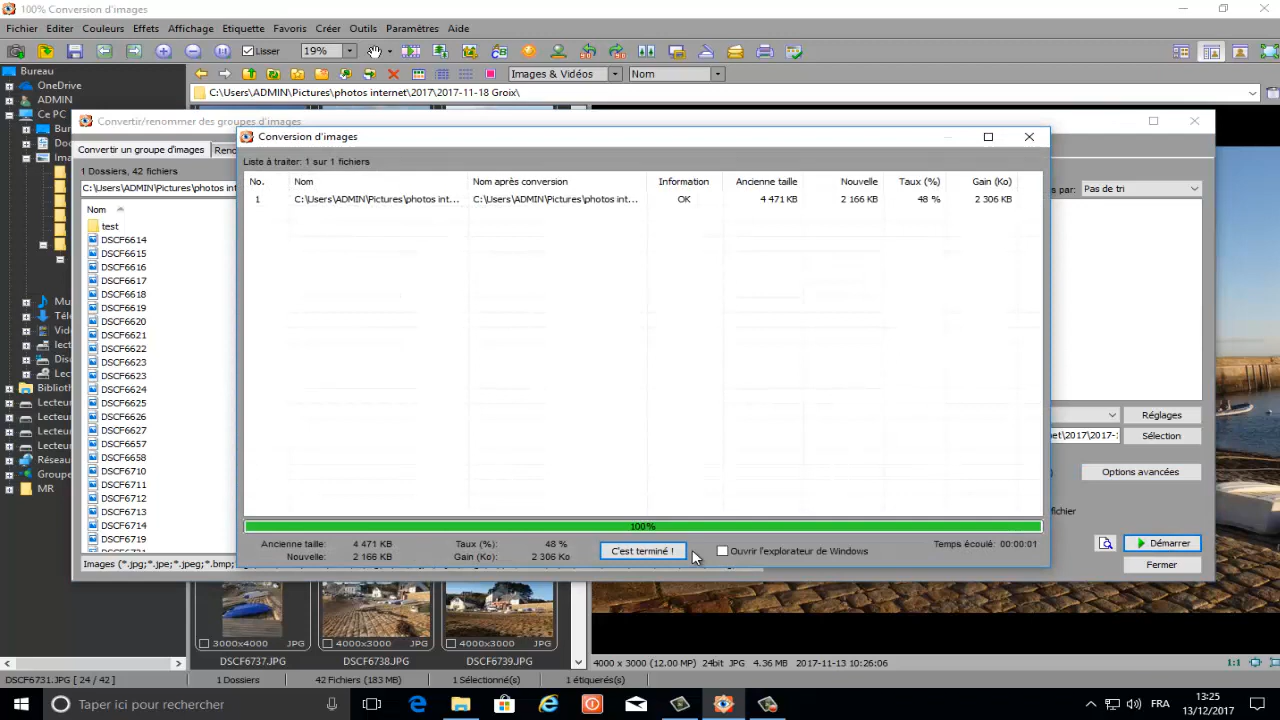 100% Conversion d'images
Fichier Editer Couleurs Effets Affichage Etiquette Favoris Créer Outils Paramètres Aide
Lisser 19%
Bureau
Images & Vidéos Nom
OneDrive
C:\Users\ADMIN\Pictures\photos internet\2017\2017-11-18 Groix\
ADMIN
Ce PC
Convertir/renommer des groupes d'images
Conversion d'images
Convertir un groupe d'images
Liste à traiter: 1 sur 1 fichiers
1 Dossiers, 42 fichiers
No. Nom Nom après conversion Information Ancienne taille Nouvelle Taux (%) Gain (Ko)
Pas de tri
1 C:\Users\ADMIN\Pictures\photos int... C:\Users\ADMIN\Pictures\photos int... OK 4 471 KB 2 166 KB 48 % 2 306 KB
Nom
test
DSCF6614
DSCF6615
DSCF6616
DSCF6617
DSCF6618
DSCF6619
DSCF6620
DSCF6621
DSCF6622
DSCF6623
DSCF6623
DSCF6624
DSCF6625
DSCF6626
DSCF6627
DSCF6657
DSCF6658
DSCF6710
DSCF6711
DSCF6712
DSCF6713
DSCF6714
Réglages
Sélection
Options avancées
100%
Ancienne taille: 4 471 KB Taux (%): 48 %
Nouvelle: 2 166 KB Gain (Ko): 2 306 Ko
C'est terminé !
Ouvrir l'explorateur de Windows
Temps écoulé: 00:00:01
Démarrer
Fermer
Images (*.jpg;*.jpe;*.jpeg;*.bmp;
3000x4000 JPG 4000x3000 JPG 4000x3000 JPG
DSCF6737.JPG DSCF6738.JPG DSCF6739.JPG
4000 x 3000 (12.00 MP) 24bit JPG 4.36 MB 2017-11-13 10:26:06
1:1
DSCF6731.JPG [ 24 / 42 ] 1 Dossiers 42 Fichiers (183 MB) 1 Sélectionné(s) 1 étiquetés(s)
Taper ici pour rechercher
FRA
13:25
13/12/2017